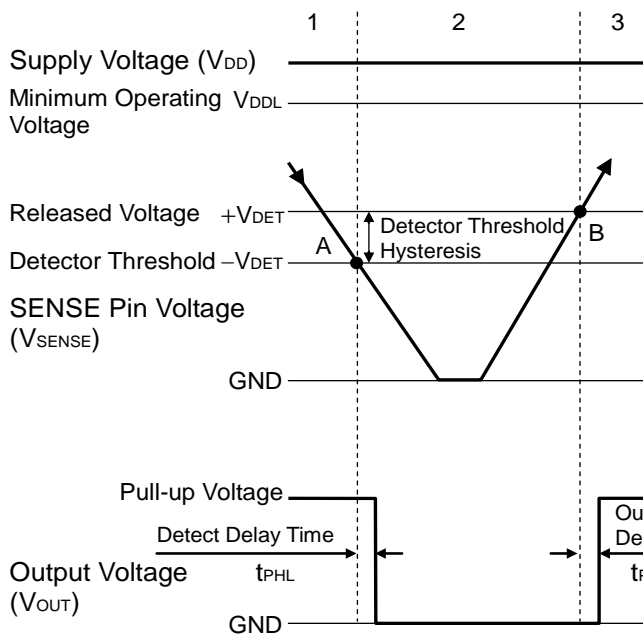 1 2 3
Supply Voltage (VDD)
Minimum Operating VDDL
Voltage
Released Voltage +VDET
Detector Threshold
Hysteresis
A
B
Detector Threshold −VDET
SENSE Pin Voltage
(VSENSE)
GND
Pull-up Voltage
Detect Delay Time
tPHL
Output Voltage
(VOUT)
GND